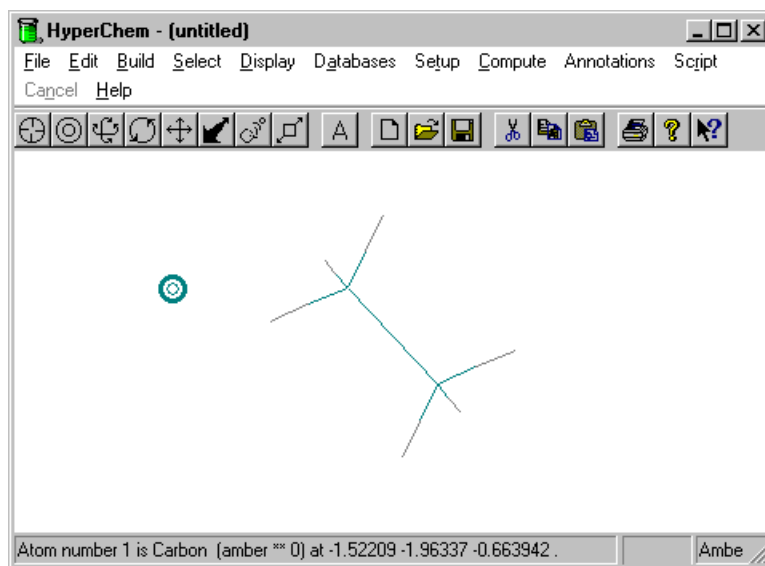 HyperChem - (untitled)
File Edit Build Select Display Databases Setup Compute Annotations Script
Cancel Help
A ? ?
Atom number 1 is Carbon (amber ** 0) at -1.52209 -1.96337 -0.663942 . Ambe